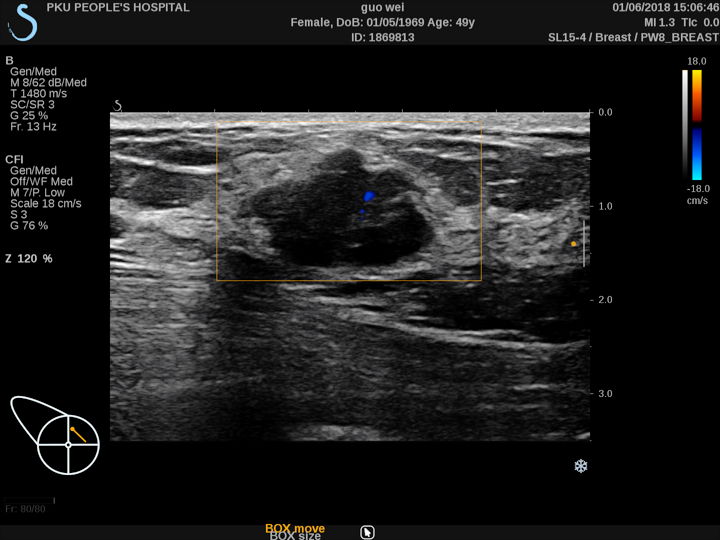 PKU PEOPLE'S HOSPITAL
guo wei
01/06/2018 15:06:46
Female, DoB: 01/05/1969 Age: 49y
MI 1.3 TIc 0.0
ID: 1869813
SL15-4 / Breast / PW8_BREAST
B
Gen/Med
M 8/62 dB/Med
T 1480 m/s
SC/SR 3
G 25 %
Fr. 13 Hz
CFI
Gen/Med
Off/WF Med
M 7/P. Low
Scale 18 cm/s
S 3
G 76 %
Z 120 %
18.0
-18.0
cm/s
0.0
1.0
2.0
3.0
Fr: 80/80
BOX move
BOX size